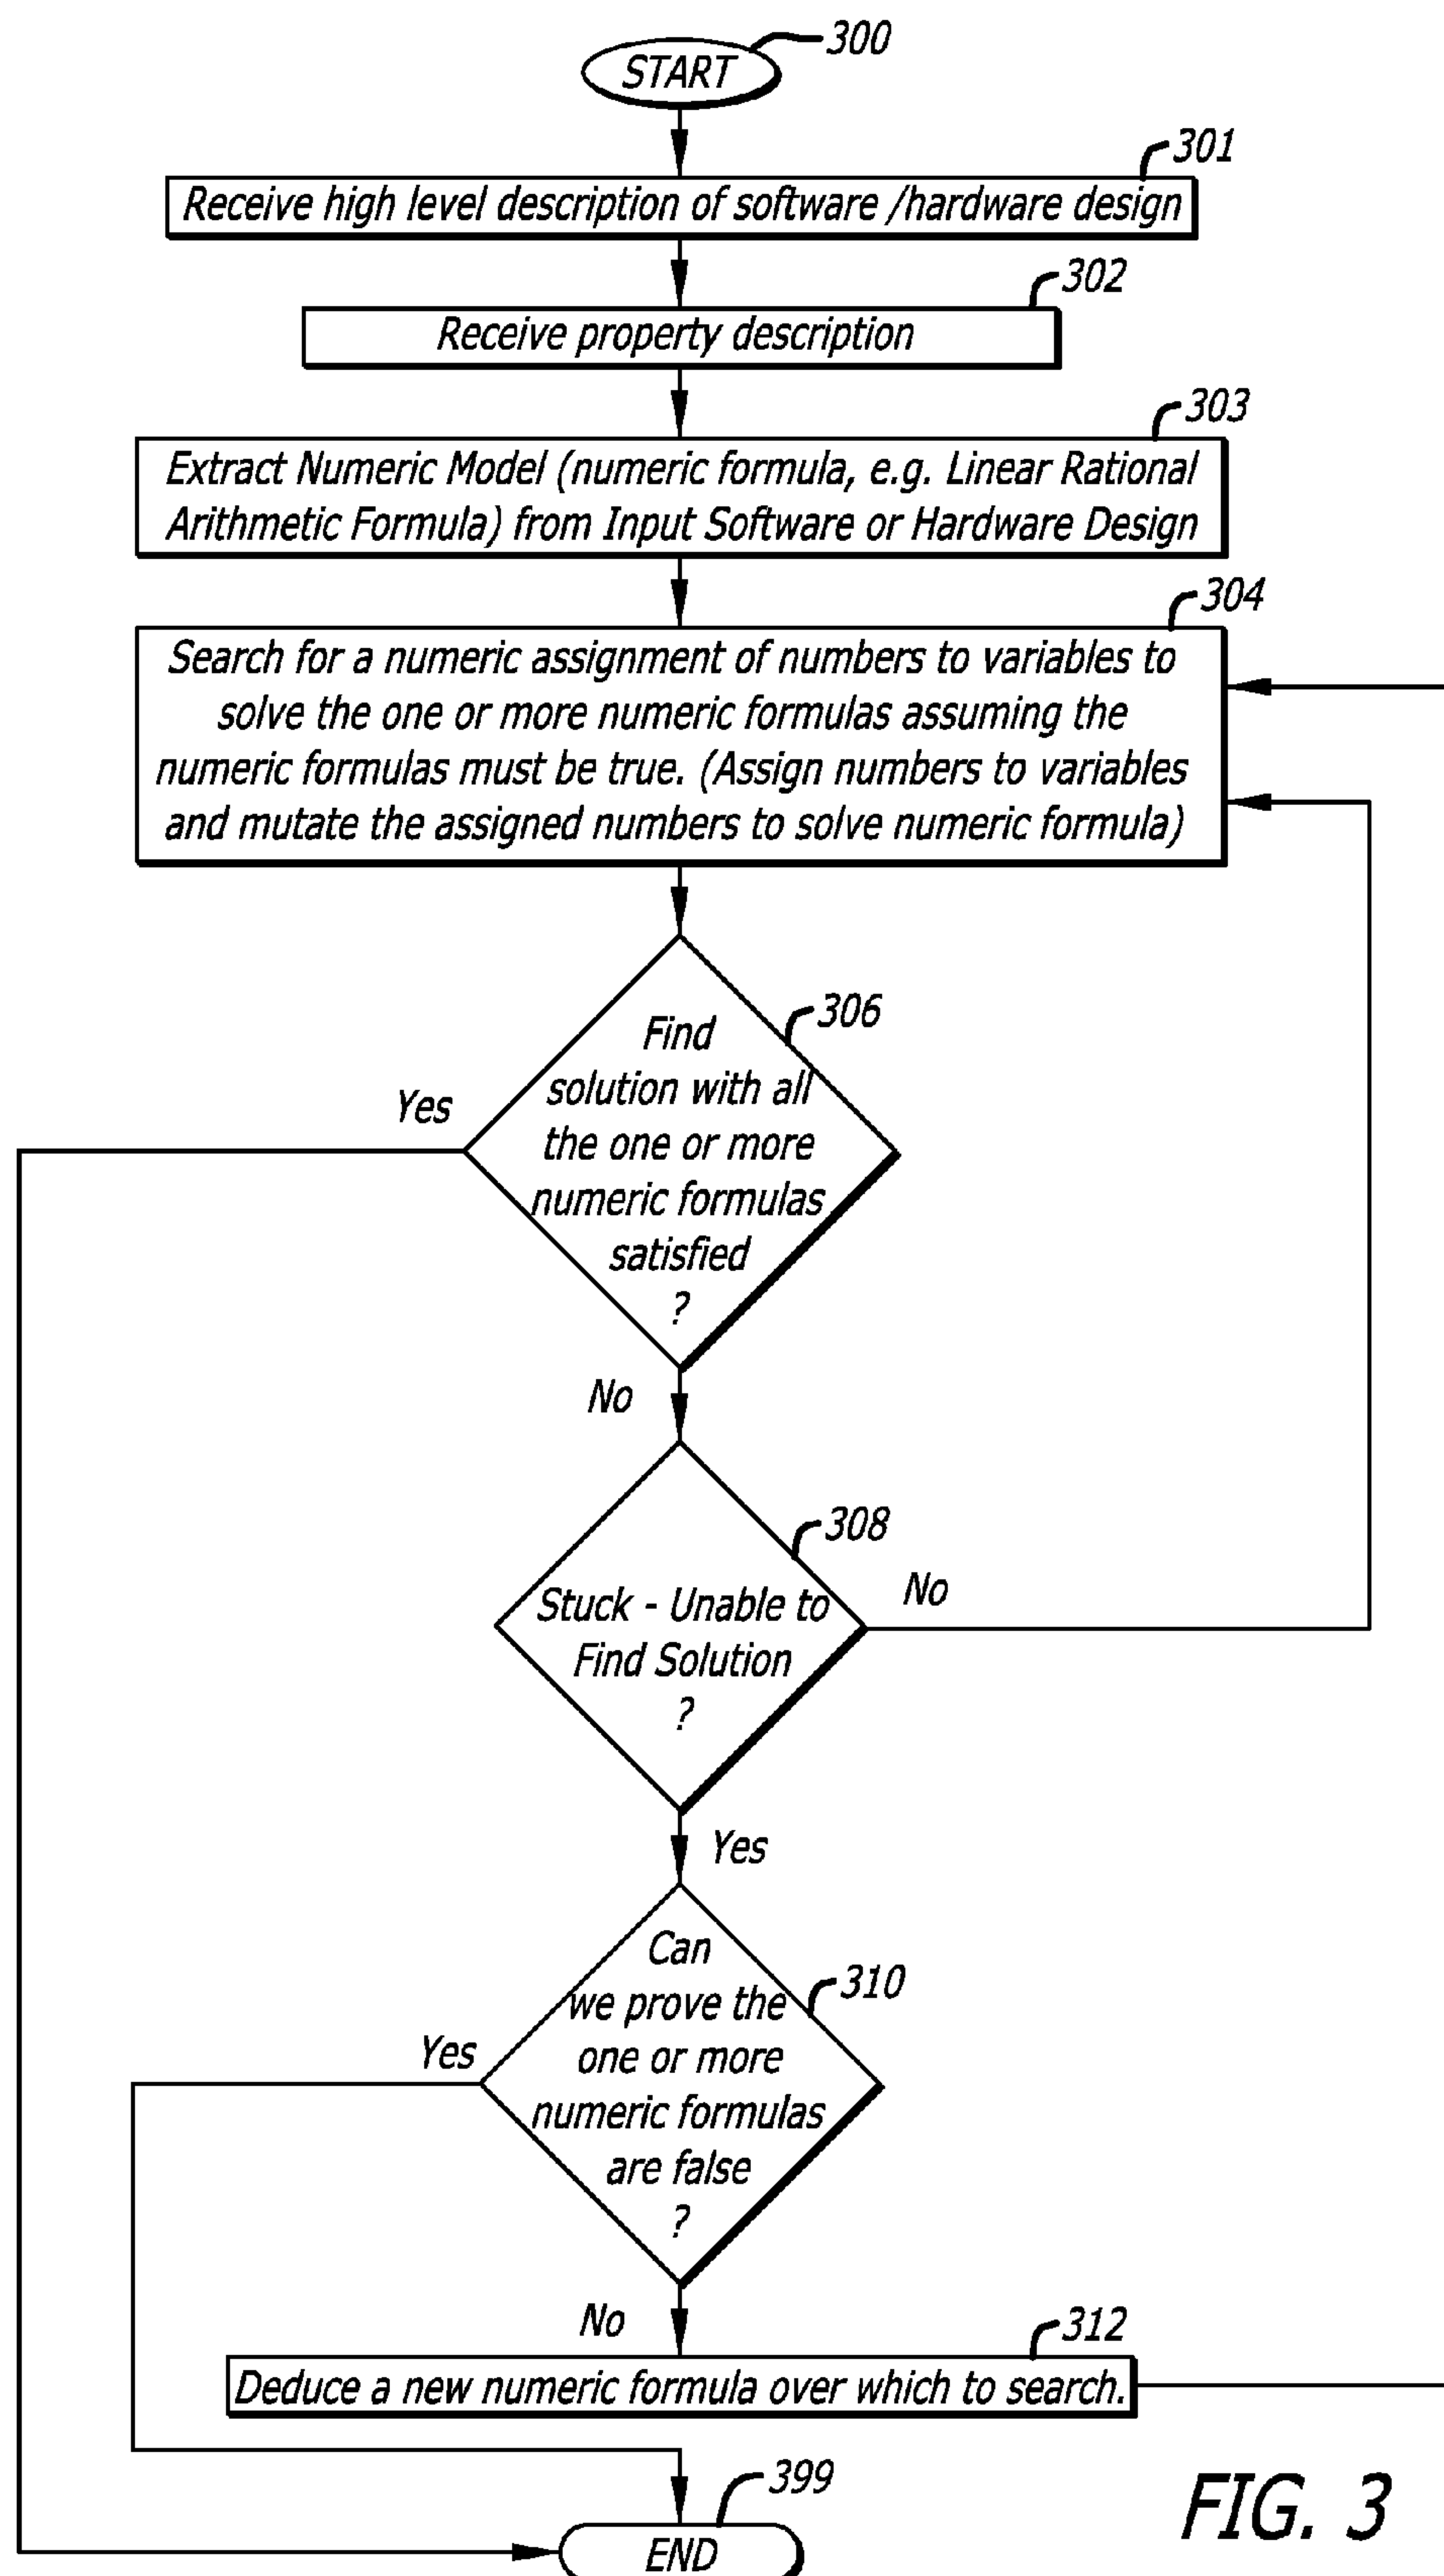 START
300
301
Receive high level description of software /hardware design
302
Receive property description
303
Extract Numeric Model (numeric formula, e.g. Linear Rational
Arithmetic Formula) from Input Software or Hardware Design
304
Search for a numeric assignment of numbers to variables to
solve the one or more numeric formulas assuming the
numeric formulas must be true. (Assign numbers to variables
and mutate the assigned numbers to solve numeric formula)
306
Find
solution with all
the one or more
numeric formulas
satisfied
?
Yes
No
308
Stuck - Unable to
Find Solution
?
No
Yes
310
Can
we prove the
one or more
numeric formulas
are false
?
Yes
No
312
Deduce a new numeric formula over which to search.
399
END
FIG. 3